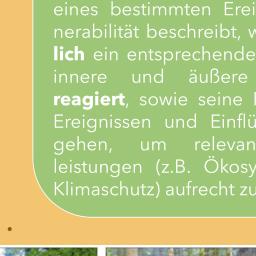 eines bestimmten Erei
nerabilität beschreibt, w
lich ein entsprechende
innere und äußere
reagiert, sowie seine
Ereignissen und Einflü
gehen, um relevan
leistungen (z.B. Ökosy
Klimaschutz) aufrecht zu